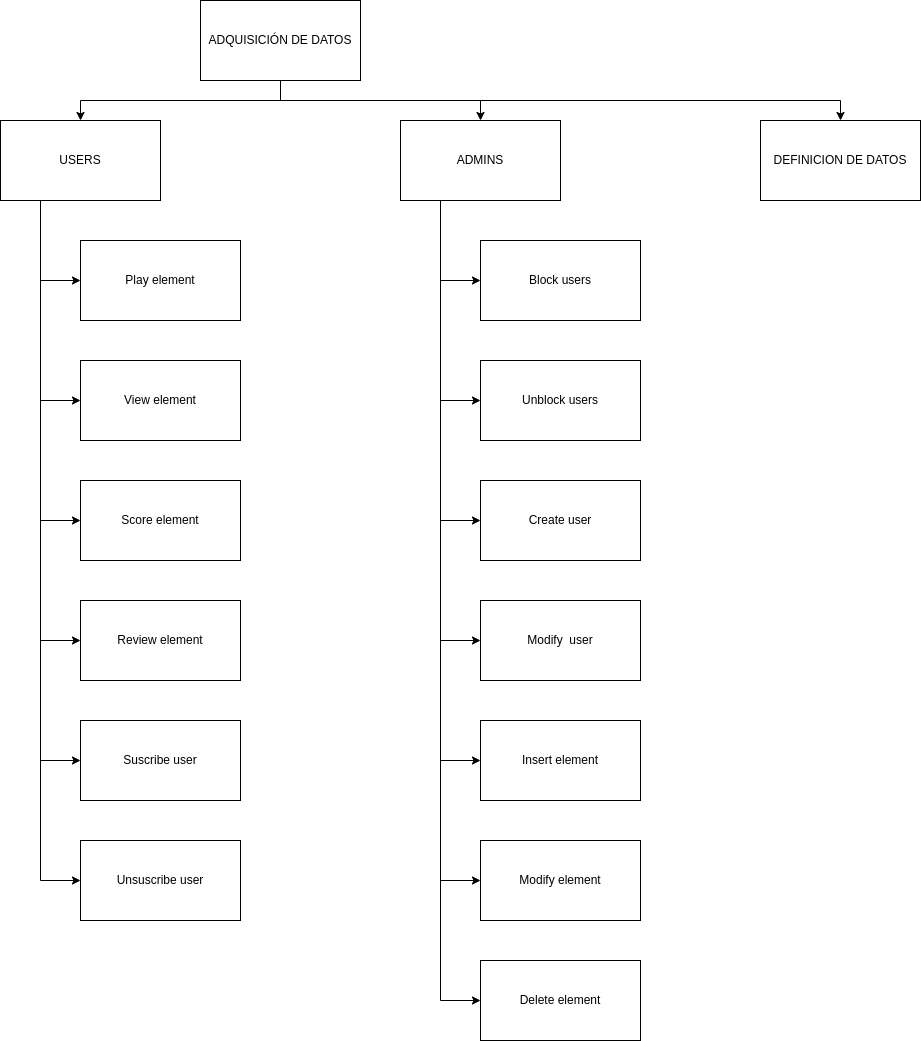 ADQUISICIÓN DE DATOS
USERS
ADMINS
DEFINICION DE DATOS
Play element
View element
Score element
Review element
Suscribe user
Unsuscribe user
Block users
Unblock users
Create user
Modify  user
Insert element
Modify element
Delete element